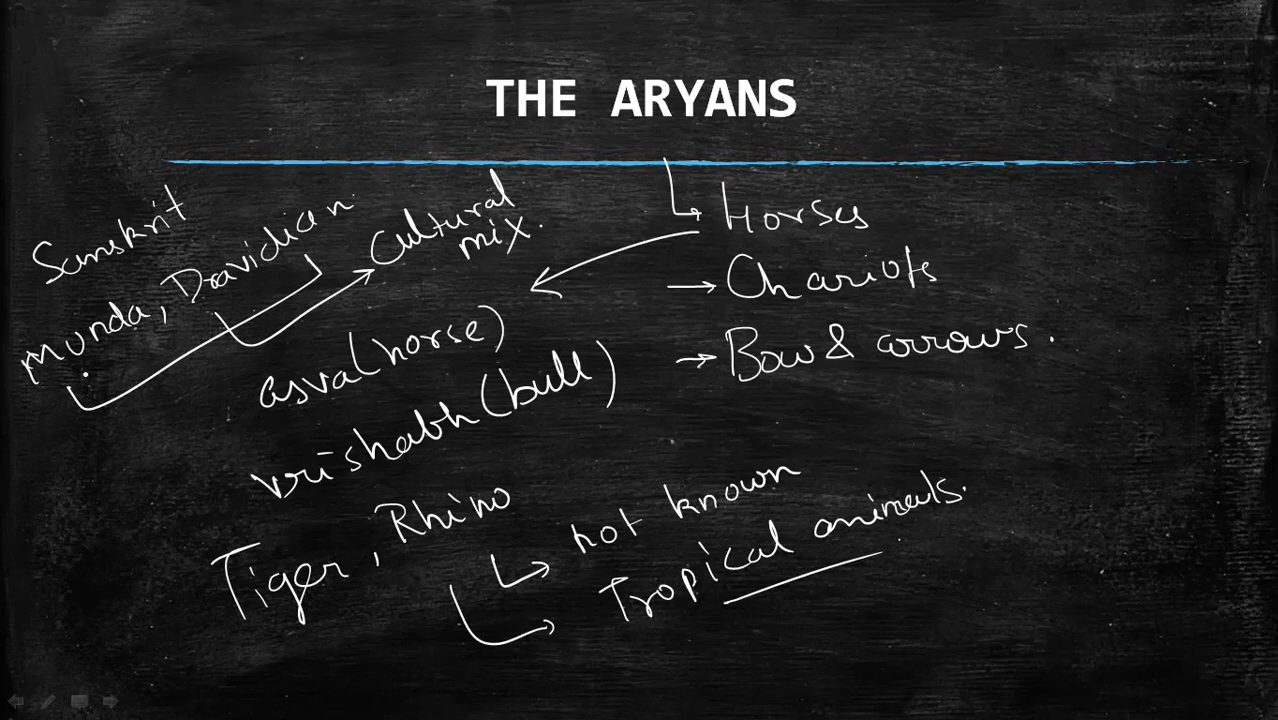 THE ARYANS
Sanskrit
Munda, Dravidian
Cultural
mix.
Horses
Chariots
Bow & arrows.
asva (horse)
vrishabh (bull)
Tiger, Rhino
not known
Tropical animals.